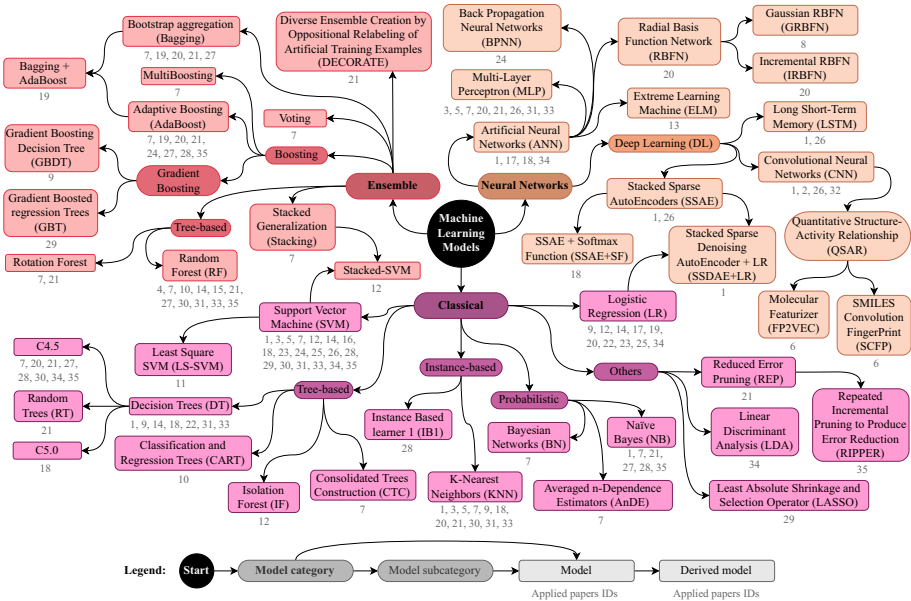 Bootstrap aggregation
(Bagging)
7, 19, 20, 21, 27
Diverse Ensemble Creation by
Oppositional Relabeling of
Artificial Training Examples
(DECORATE)
21
Back Propagation
Neural Networks
(BPNN)
24
Radial Basis
Function Network
(RBFN)
20
Gaussian RBFN
(GRBFN)
8
Incremental RBFN
(IRBFN)
20
Bagging +
AdaBoost
19
MultiBoosting
7
Multi-Layer
Perceptron (MLP)
3, 5, 7, 20, 21, 26, 31, 33
Extreme Learning
Machine (ELM)
13
Long Short-Term
Memory (LSTM)
1, 26
Adaptive Boosting
(AdaBoost)
7, 19, 20, 21,
24, 27, 28, 35
Voting
7
Artificial Neural
Networks (ANN)
1, 17, 18, 34
Deep Learning (DL)
Gradient Boosting
Decision Tree
(GBDT)
9
Boosting
Convolutional Neural
Networks (CNN)
1, 2, 26, 32
Gradient
Boosting
Ensemble
Neural Networks
Stacked Sparse
AutoEncoders (SSAE)
1, 26
Gradient Boosted
regression Trees
(GBT)
29
Tree-based
Stacked
Generalization
(Stacking)
7
Machine
Learning
Models
SSAE + Softmax
Function (SSAE+SF)
18
Stacked Sparse
Denoising
AutoEncoder + LR
(SSDAE+LR)
1
Quantitative Structure-
Activity Relationship
(QSAR)
Rotation Forest
7, 21
Random
Forest (RF)
4, 7, 10, 14, 15, 21,
27, 30, 31, 33, 35
Stacked-SVM
12
Molecular
Featurizer
(FP2VEC)
6
SMILES
Convolution
FingerPrint
(SCFP)
6
Support Vector
Machine (SVM)
1, 3, 5, 7, 12, 14, 16,
18, 23, 24, 25, 26, 28,
29, 30, 31, 33, 34, 35
Classical
Logistic
Regression (LR)
9, 12, 14, 17, 19,
20, 22, 23, 25, 34
C4.5
7, 20, 21, 27,
28, 30, 34, 35
Least Square
SVM (LS-SVM)
11
Instance-based
Others
Reduced Error
Pruning (REP)
21
Random
Trees (RT)
21
Decision Trees (DT)
1, 9, 14, 18, 22, 31, 33
Tree-based
Instance Based
learner 1 (IB1)
28
Probabilistic
Bayesian
Networks (BN)
7
Naïve
Bayes (NB)
1, 7, 21,
27, 28, 35
Linear
Discriminant
Analysis (LDA)
34
Repeated
Incremental
Pruning to Produce
Error Reduction
(RIPPER)
35
C5.0
18
Classification and
Regression Trees (CART)
10
Isolation
Forest (IF)
12
Consolidated Trees
Construction (CTC)
7
K-Nearest
Neighbors (KNN)
1, 3, 5, 7, 9, 18,
20, 21, 30, 31, 33
Averaged n-Dependence
Estimators (AnDE)
7
Least Absolute Shrinkage and
Selection Operator (LASSO)
29
Legend:
Start
Model category
Model subcategory
Model
Applied papers IDs
Derived model
Applied papers IDs